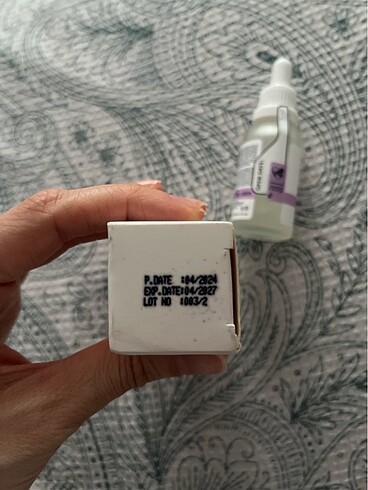 P.DATE :04/2024
EXP.DATE:04/2027
LOT NO :003/2